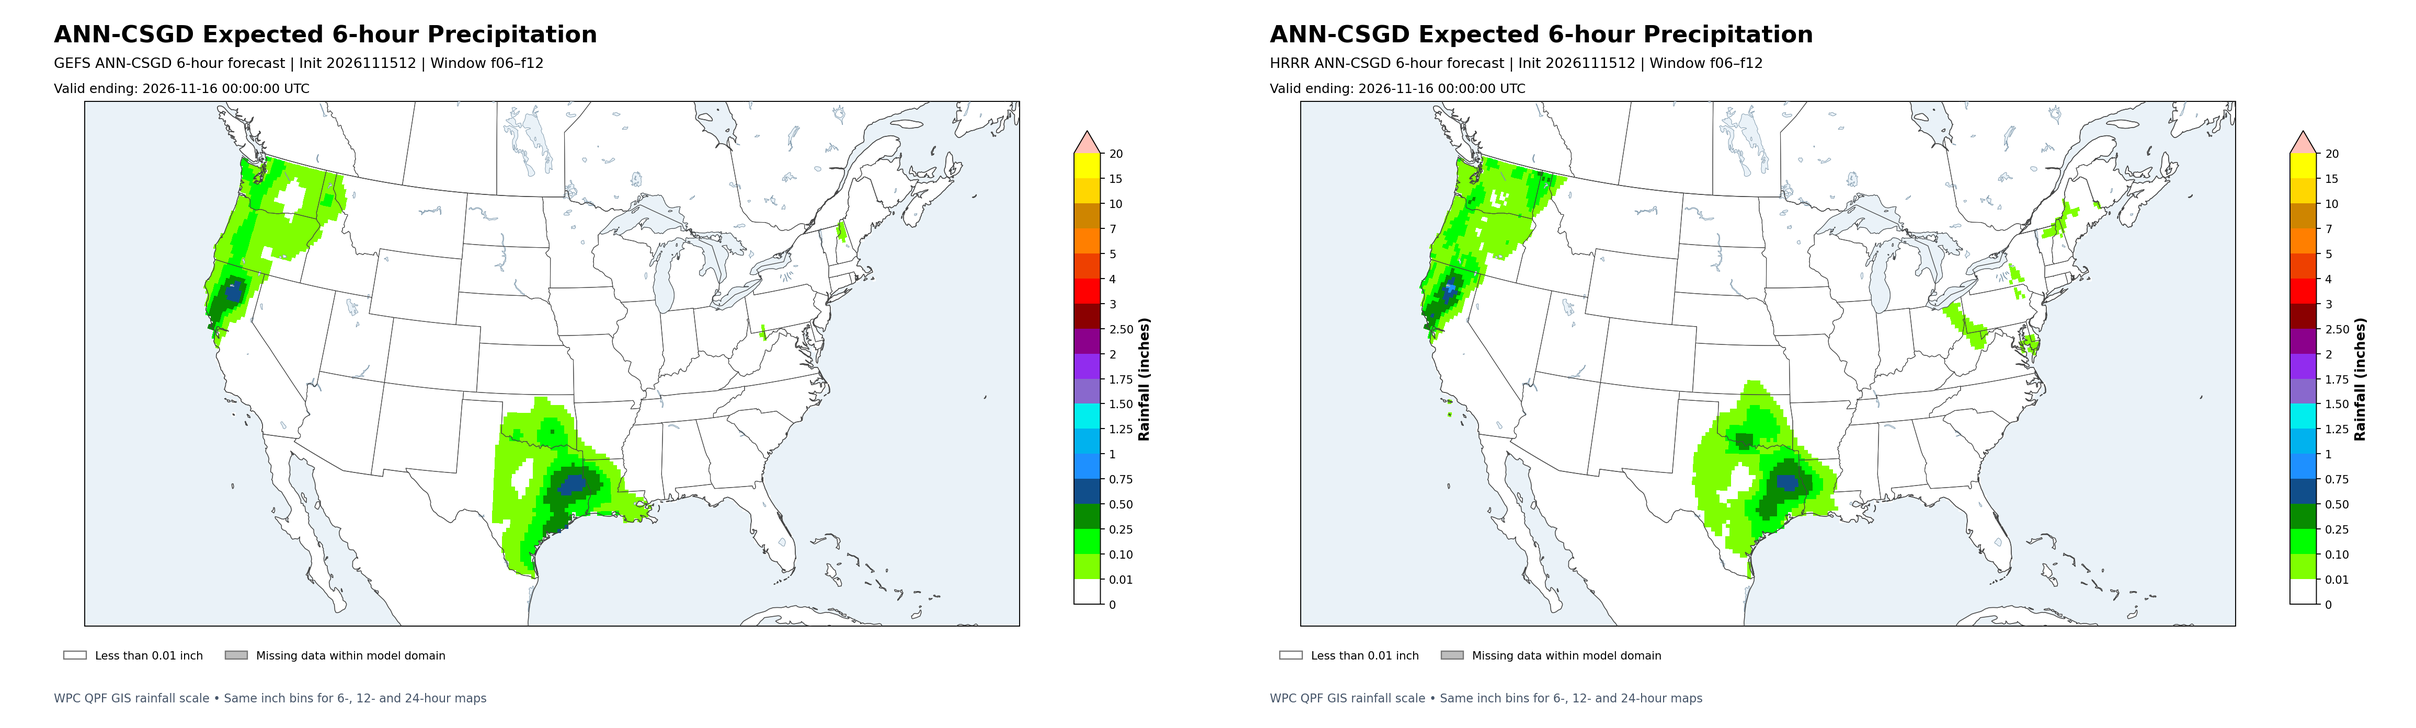 ANN-CSGD Expected 6-hour Precipitation
GEFS ANN-CSGD 6-hour forecast | Init 2026111512 | Window f06–f12
Valid ending: 2026-11-16 00:00:00 UTC
20
15
10
7
5
4
3
2.50
2
1.75
1.50
1.25
1
0.75
0.50
0.25
0.10
0.01
0
Rainfall (inches)
Less than 0.01 inch
Missing data within model domain
WPC QPF GIS rainfall scale • Same inch bins for 6-, 12- and 24-hour maps
ANN-CSGD Expected 6-hour Precipitation
HRRR ANN-CSGD 6-hour forecast | Init 2026111512 | Window f06–f12
Valid ending: 2026-11-16 00:00:00 UTC
20
15
10
7
5
4
3
2.50
2
1.75
1.50
1.25
1
0.75
0.50
0.25
0.10
0.01
0
Rainfall (inches)
Less than 0.01 inch
Missing data within model domain
WPC QPF GIS rainfall scale • Same inch bins for 6-, 12- and 24-hour maps